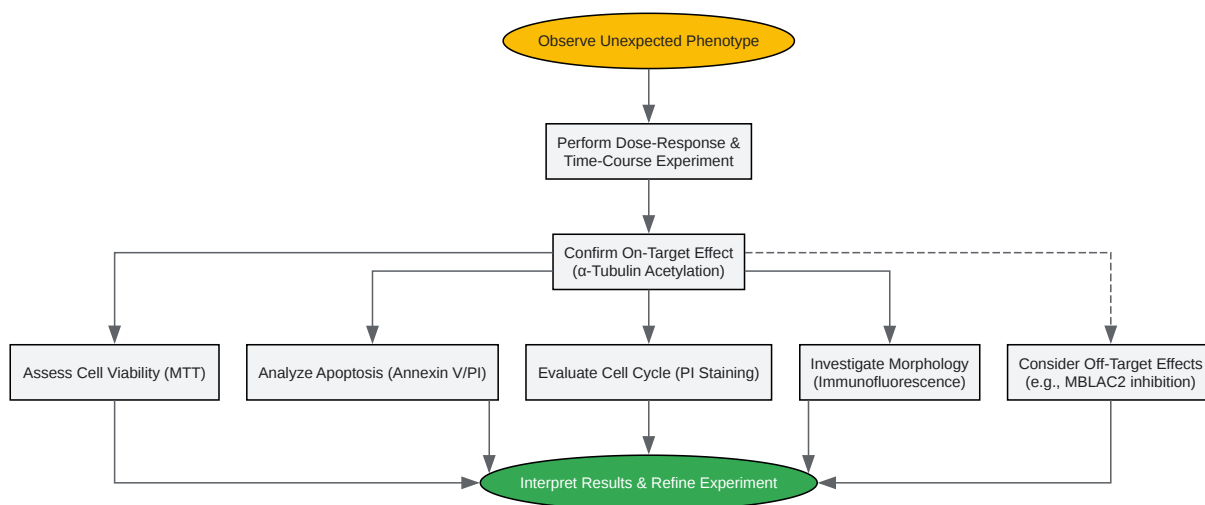 Observe Unexpected Phenotype
Perform Dose-Response &
Time-Course Experiment
Confirm On-Target Effect
(α-Tubulin Acetylation)
Assess Cell Viability (MTT)
Analyze Apoptosis (Annexin V/PI)
Evaluate Cell Cycle (PI Staining)
Investigate Morphology
(Immunofluorescence)
Consider Off-Target Effects
(e.g., MBLAC2 inhibition)
Interpret Results & Refine Experiment